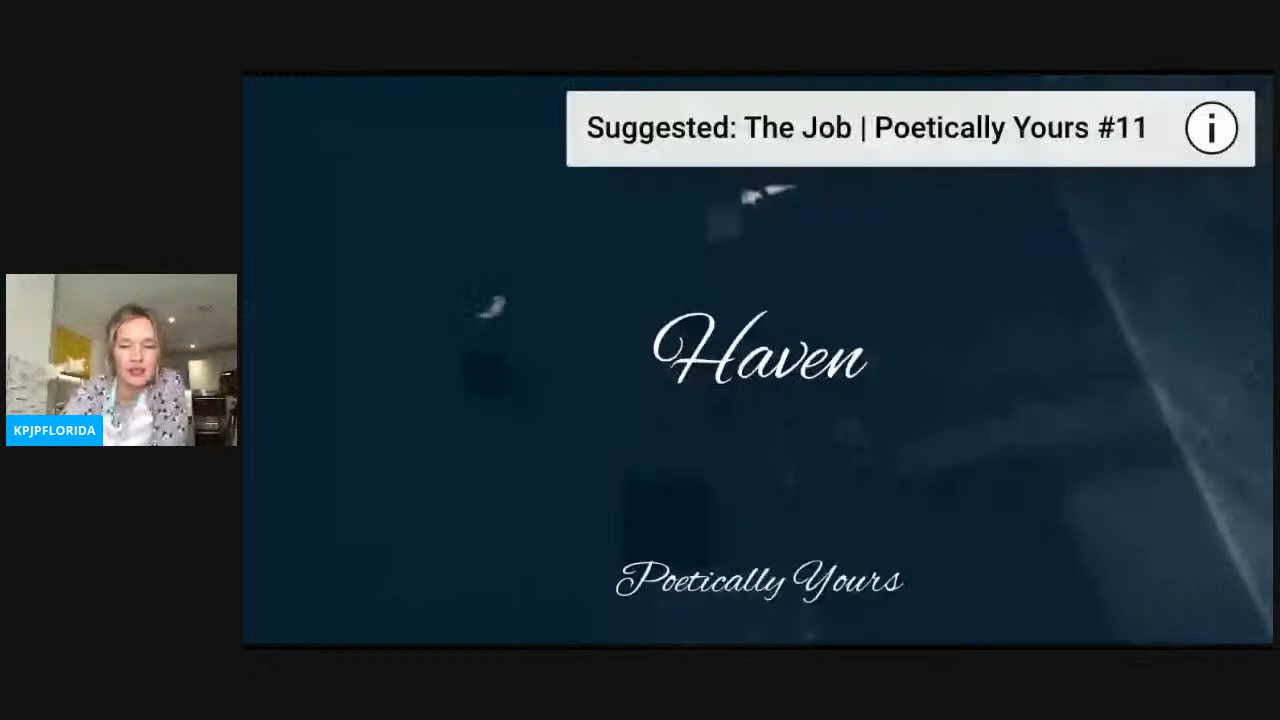 Suggested: The Job | Poetically Yours #11
Haven
Poetically Yours
KPJPFLORIDA